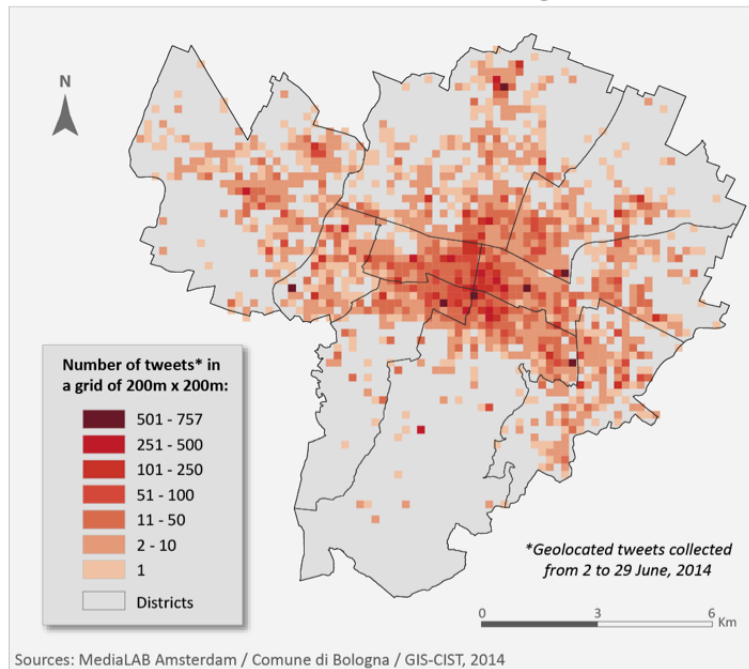 N
Number of tweets* in
a grid of 200m x 200m:
501 - 757
251 - 500
101 - 250
51 - 100
11 - 50
2 - 10
1
Districts
*Geolocated tweets collected
from 2 to 29 June, 2014
0 3 6
Km
Sources: MediaLAB Amsterdam / Comune di Bologna / GIS-CIST, 2014